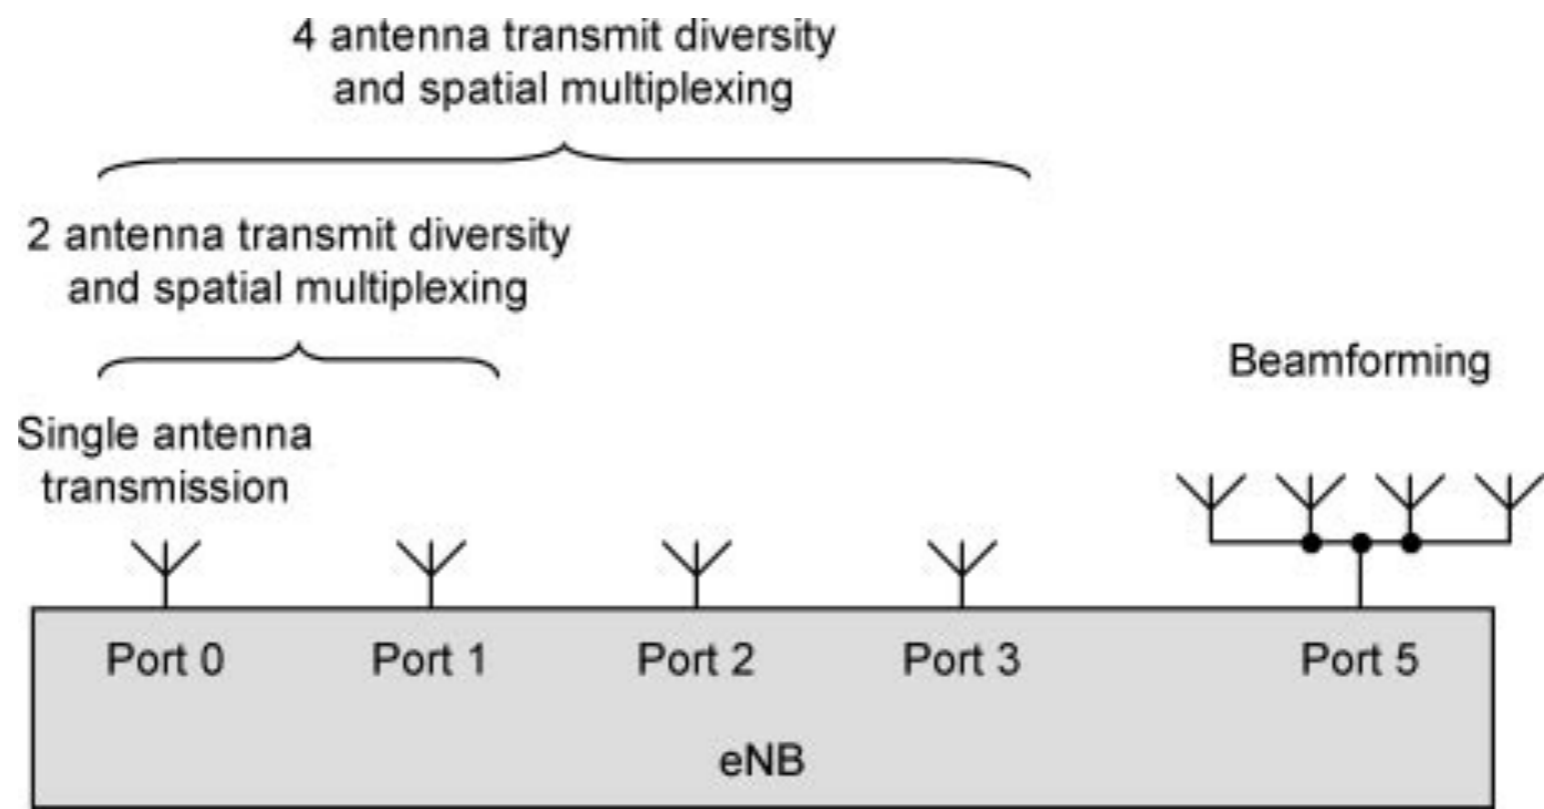 4 antenna transmit diversity
and spatial multiplexing
2 antenna transmit diversity
and spatial multiplexing
Beamforming
Single antenna
transmission
Port 0
Port 1
Port 2
Port 3
Port 5
eNB